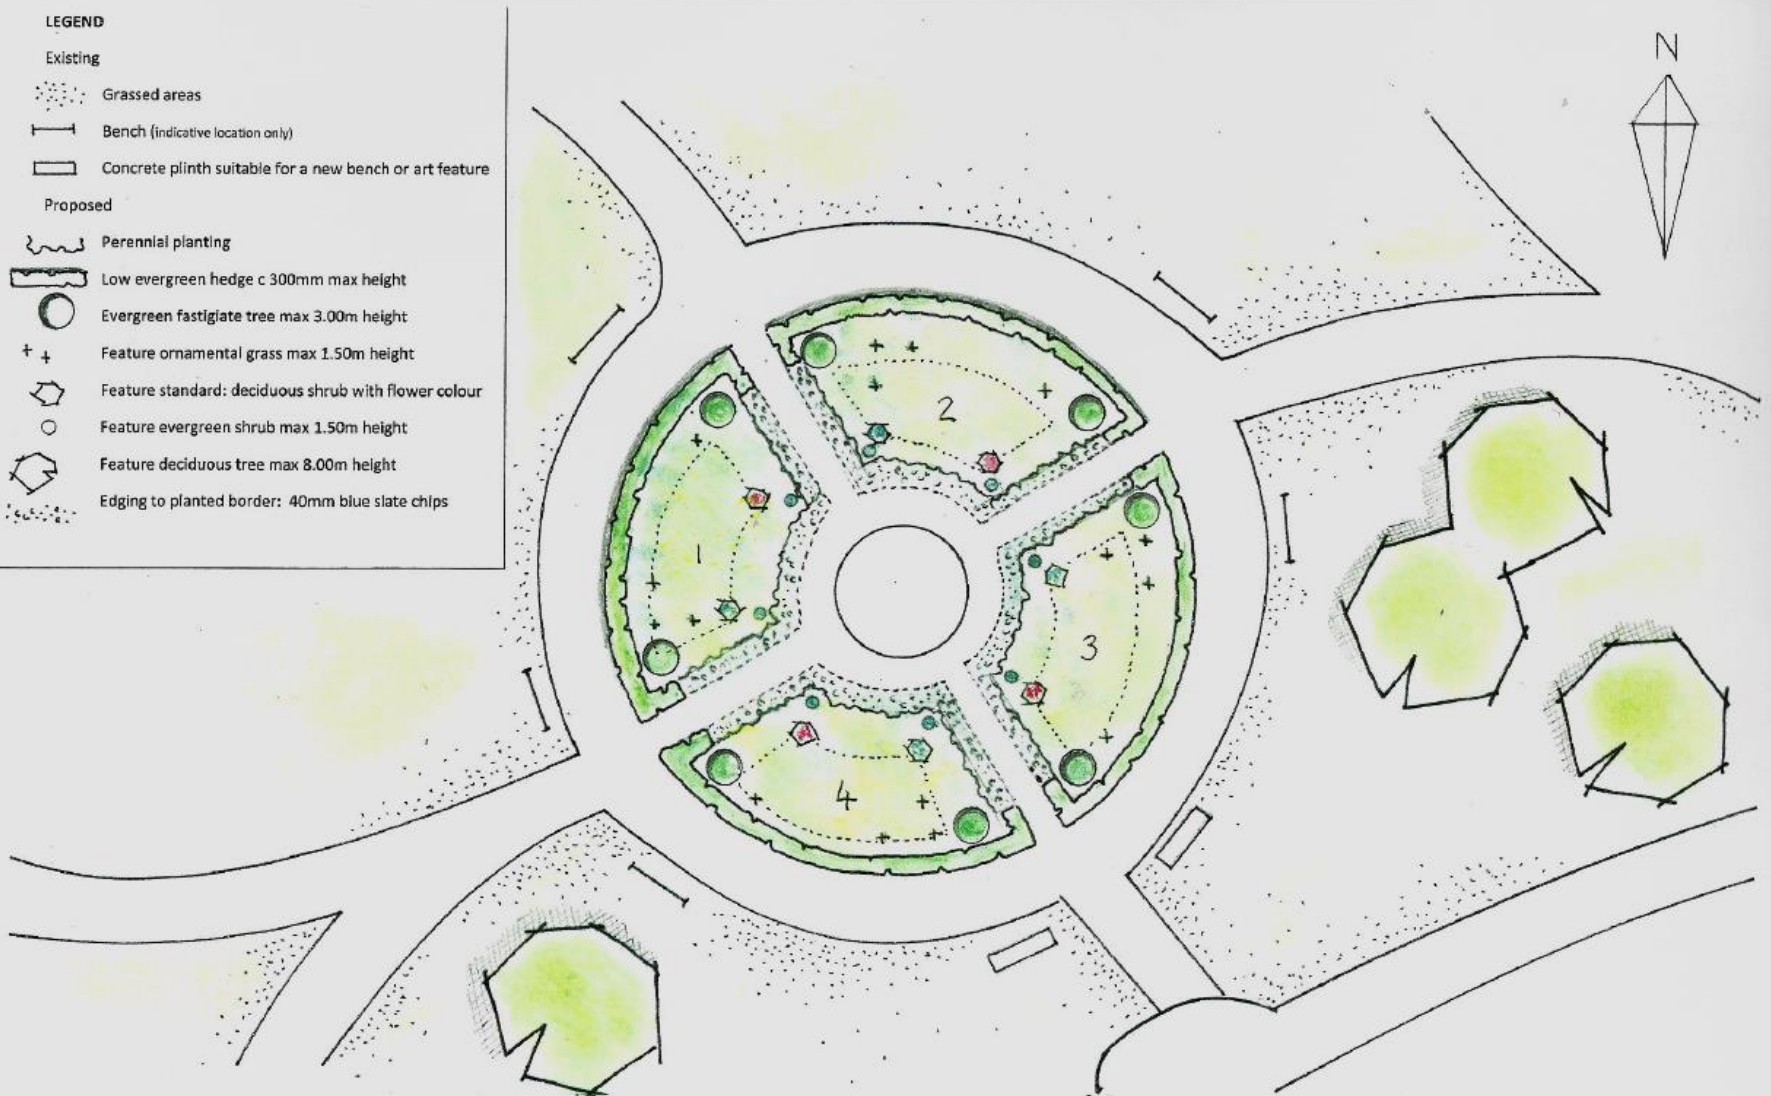 LEGEND
Existing
Grassed areas
Bench (indicative location only)
Concrete plinth suitable for a new bench or art feature
Proposed
Perennial planting
Low evergreen hedge c 300mm max height
Evergreen fastigiate tree max 3.00m height
Feature ornamental grass max 1.50m height
Feature standard: deciduous shrub with flower colour
Feature evergreen shrub max 1.50m height
Feature deciduous tree max 8.00m height
Edging to planted border: 40mm blue slate chips
N
2
1
3
4